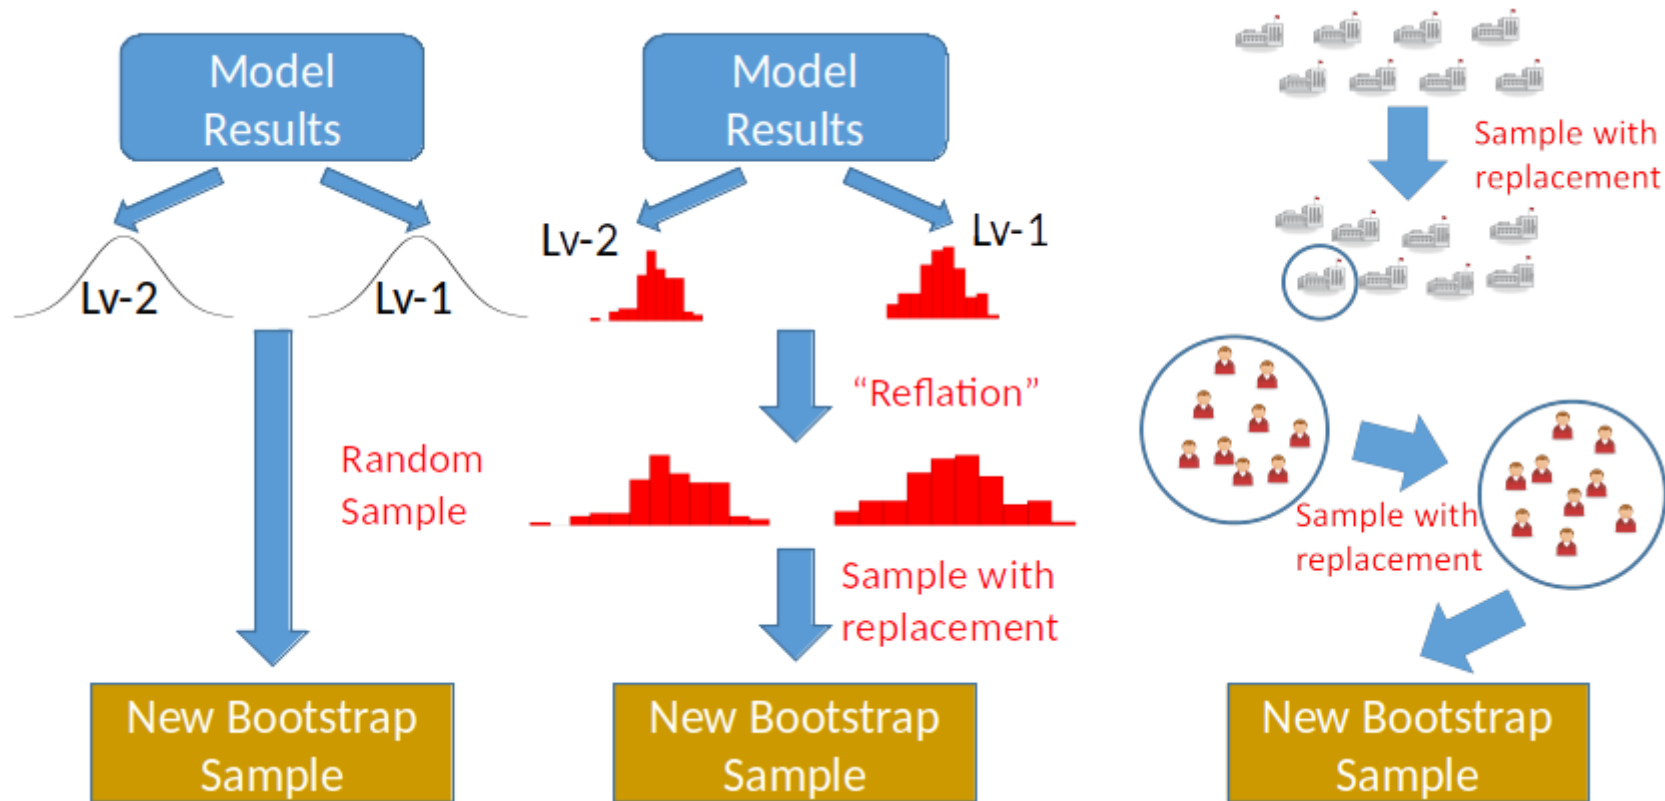 Model
Results
Lv-2
Lv-1
Random
Sample
New Bootstrap
Sample
Model
Results
Lv-2
Lv-1
“Reflation”
Sample with
replacement
New Bootstrap
Sample
Sample with
replacement
Sample with
replacement
New Bootstrap
Sample